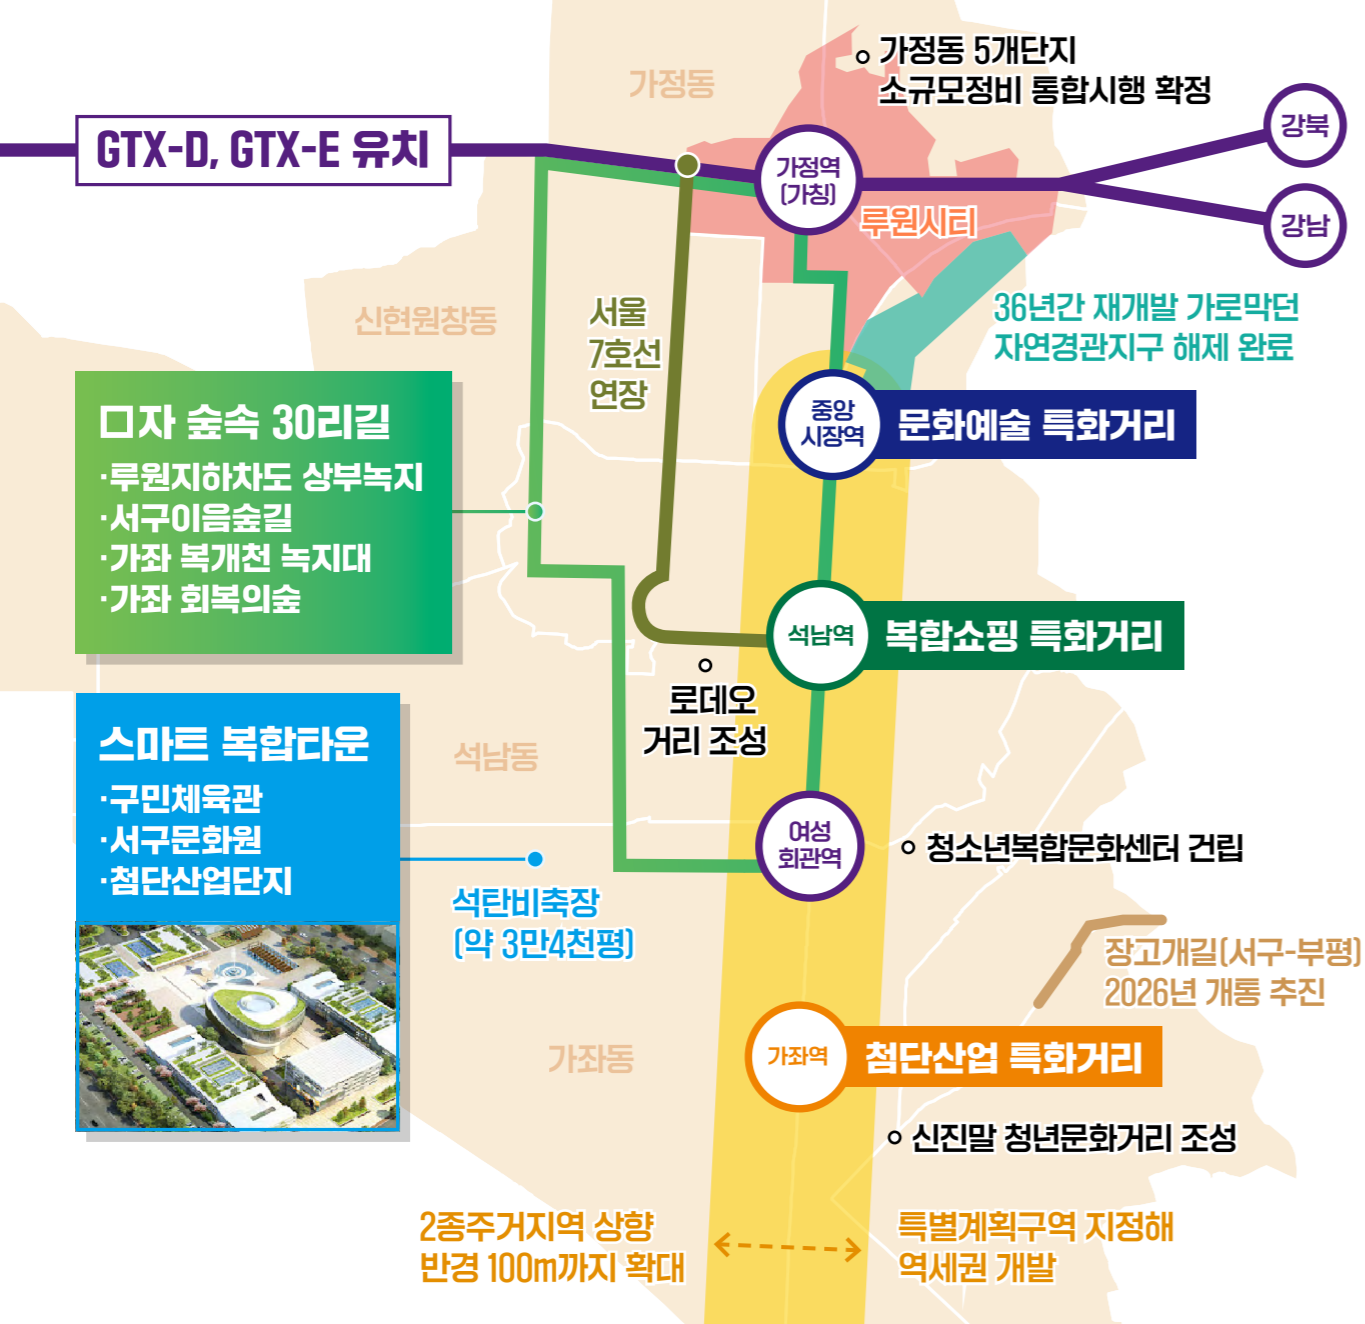 가정동 5개단지
소규모정비 통합시행 확정
가정동
GTX-D, GTX-E 유치
가정역
(가칭)
강북
강남
루원시티
신현원창동
서울
7호선
연장
36년간 재개발 가로막던
자연경관지구 해제 완료
ㅁ자 숲속 30리길
·루원지하차도 상부녹지
·서구이음숲길
·가좌 복개천 녹지대
·가좌 회복의숲
중앙
시장역
문화예술 특화거리
석남역
복합쇼핑 특화거리
로데오
거리 조성
석남동
스마트 복합타운
·구민체육관
·서구문화원
·첨단산업단지
여성
회관역
청소년복합문화센터 건립
석탄비축장
(약 3만4천평)
장고개길(서구-부평)
2026년 개통 추진
가좌동
가좌역
첨단산업 특화거리
신진말 청년문화거리 조성
2종주거지역 상향
반경 100m까지 확대
특별계획구역 지정해
역세권 개발